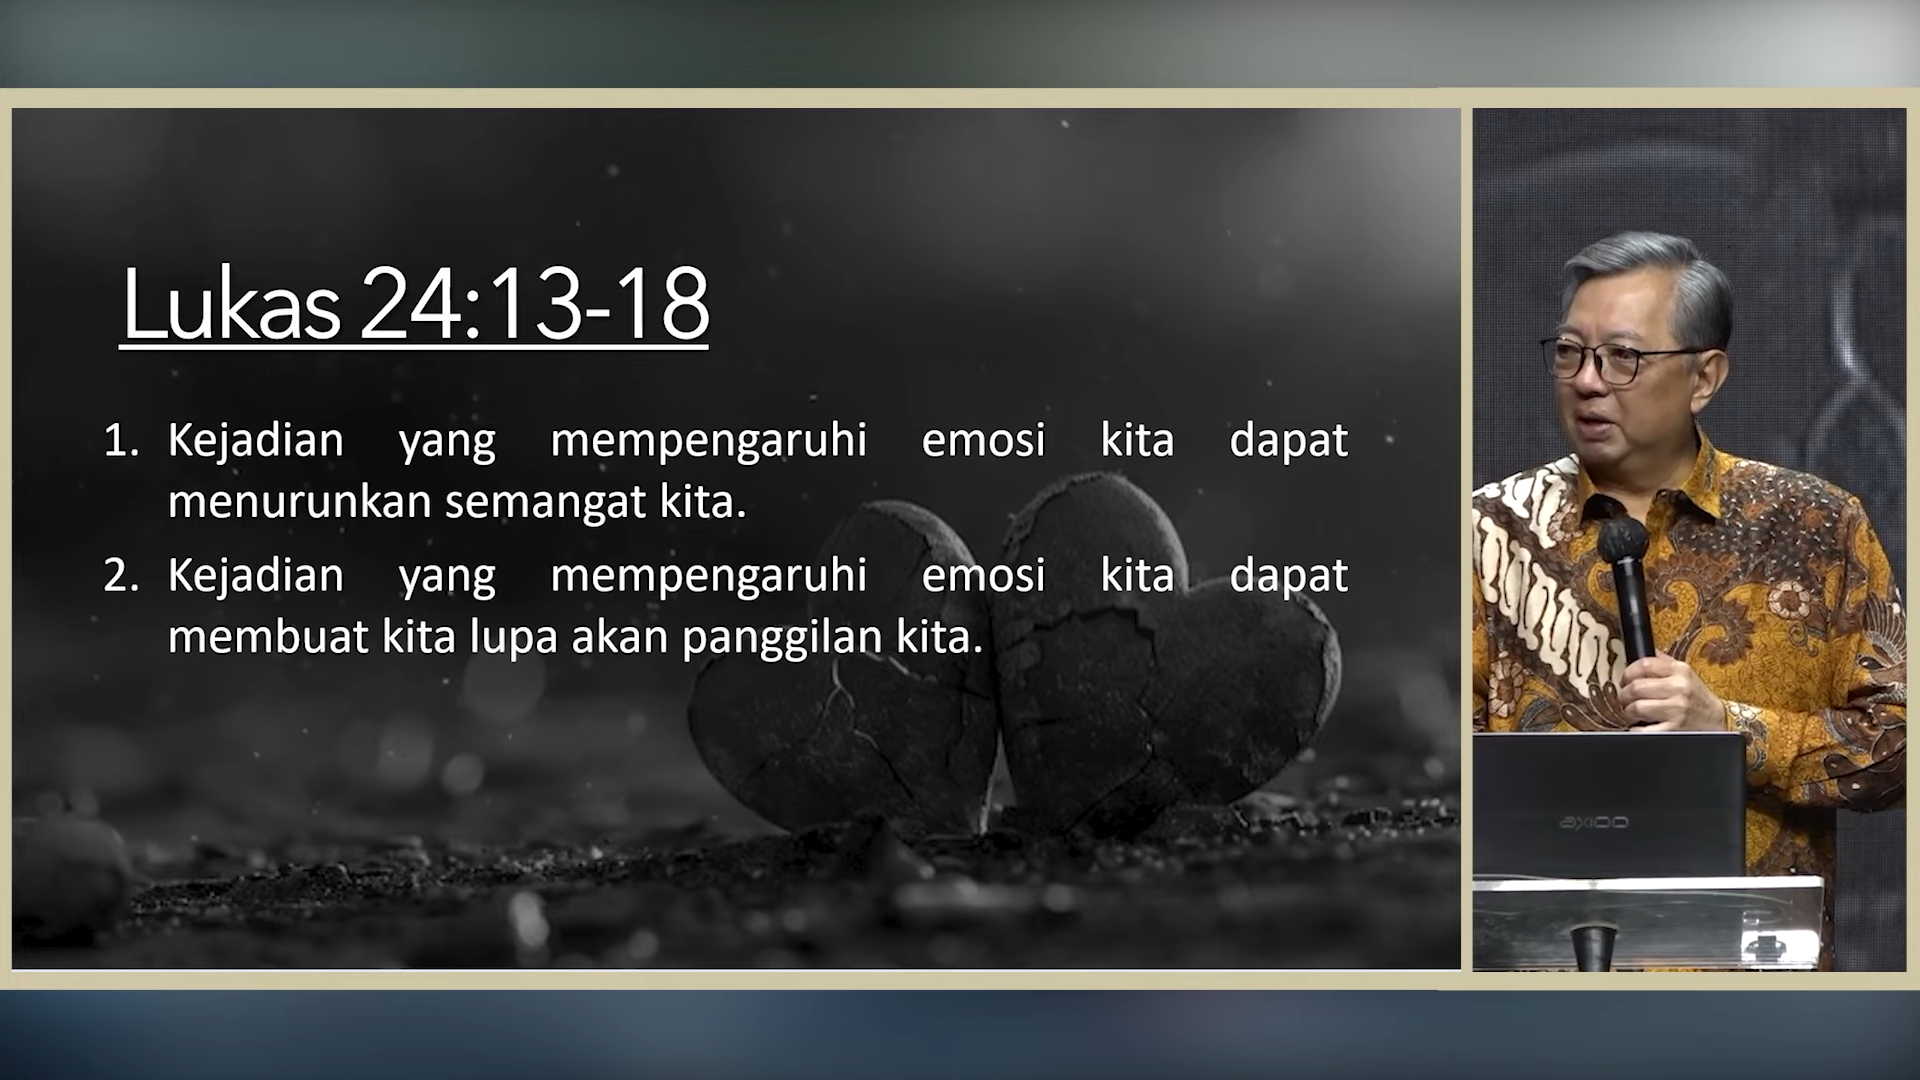 Lukas 24:13-18
1. Kejadian yang mempengaruhi emosi kita dapat
menurunkan semangat kita.
2. Kejadian yang mempengaruhi emosi kita dapat
membuat kita lupa akan panggilan kita.
AXIOO